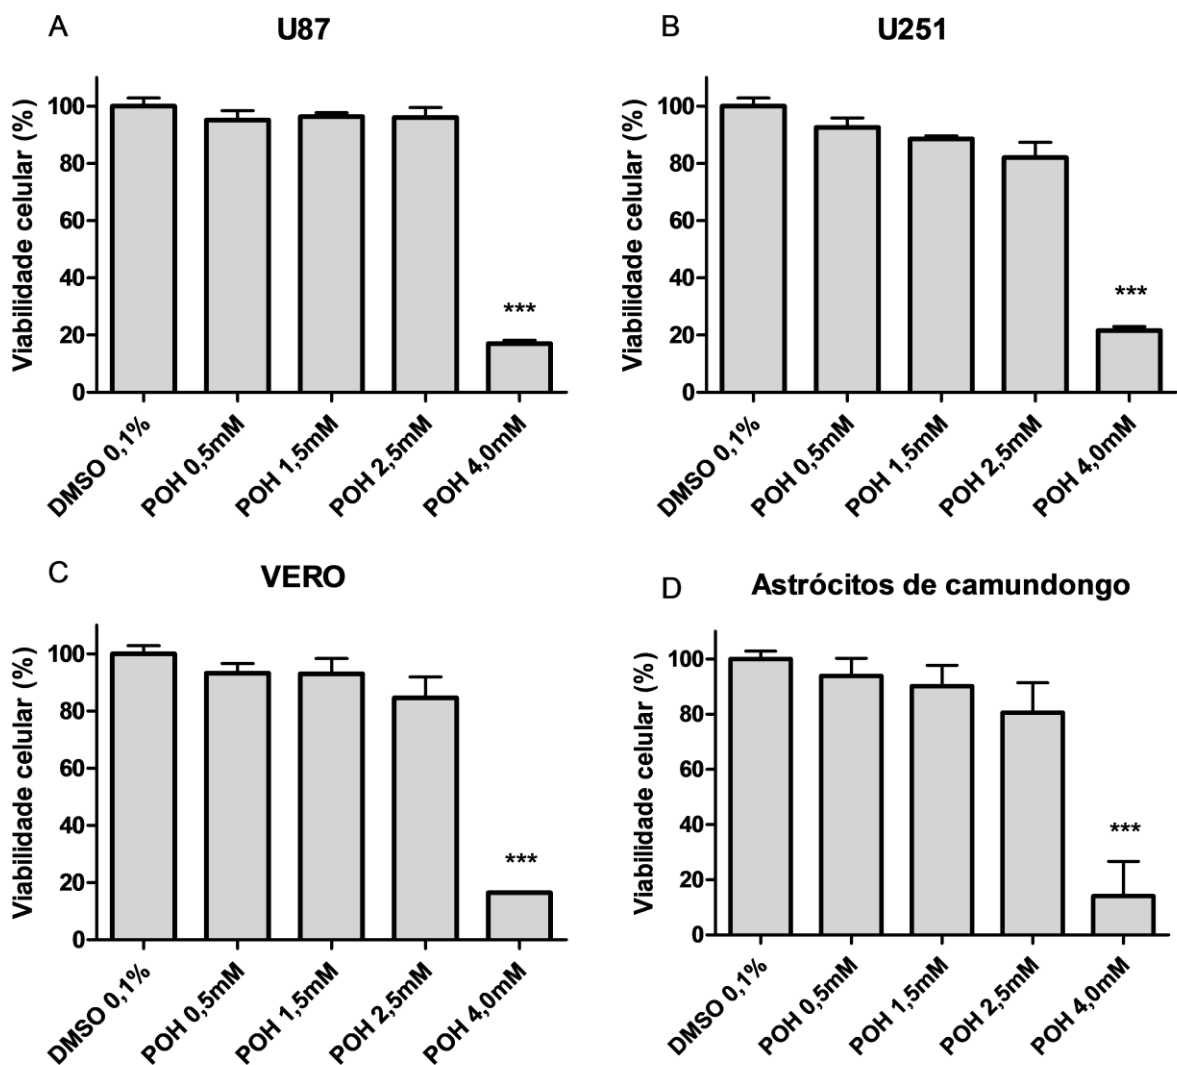 A
U87
Viabilidade celular (%)
100
80
60
40
20
0
***
DMSO 0,1%
POH 0,5mM
POH 1,5mM
POH 2,5mM
POH 4,0mM
B
U251
Viabilidade celular (%)
100
80
60
40
20
0
***
DMSO 0,1%
POH 0,5mM
POH 1,5mM
POH 2,5mM
POH 4,0mM
C
VERO
Viabilidade celular (%)
100
80
60
40
20
0
***
DMSO 0,1%
POH 0,5mM
POH 1,5mM
POH 2,5mM
POH 4,0mM
D
Astrócitos de camundongo
Viabilidade celular (%)
100
80
60
40
20
0
***
DMSO 0,1%
POH 0,5mM
POH 1,5mM
POH 2,5mM
POH 4,0mM